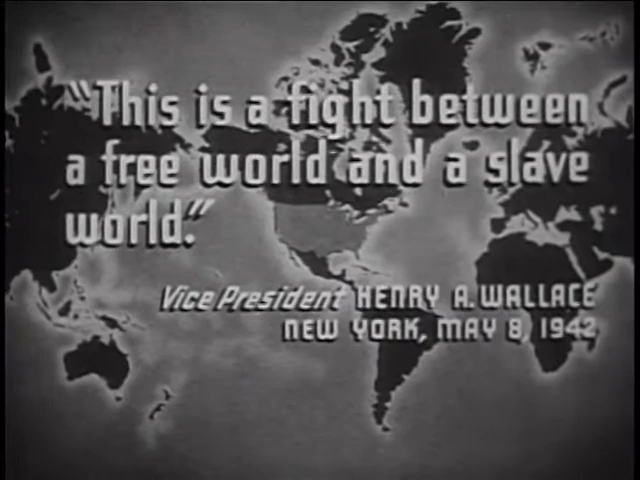 "This is a fight between
a free world and a slave
world."
Vice President HENRY A. WALLACE
NEW YORK, MAY 8, 1942